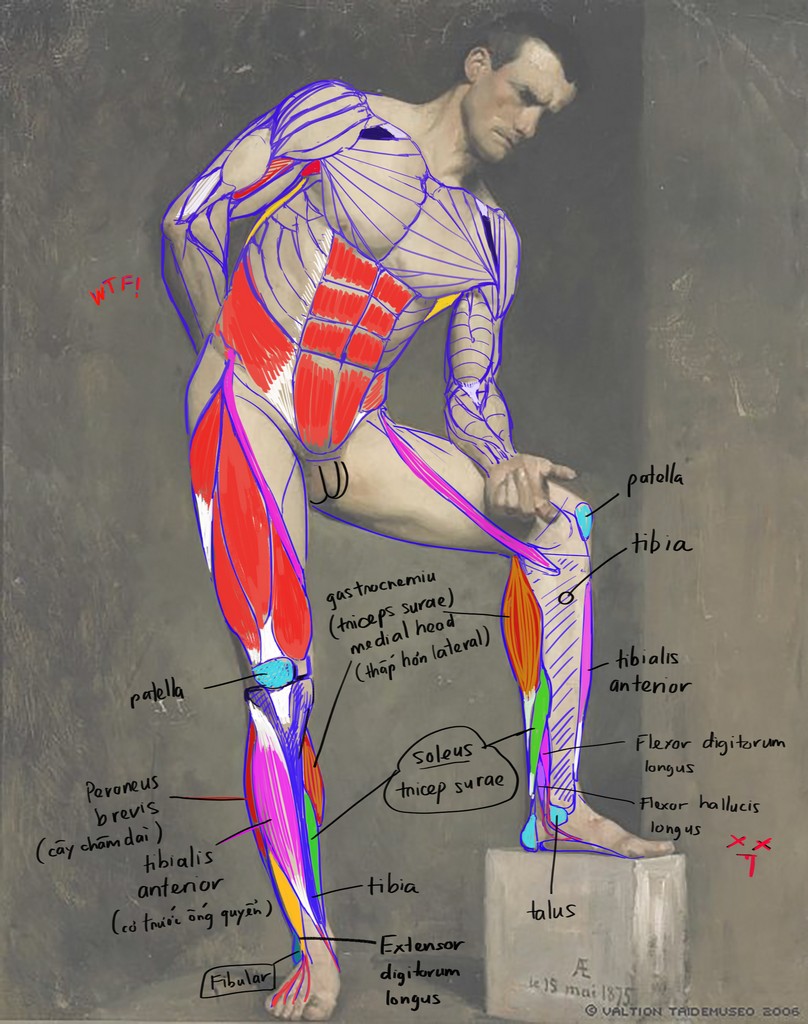 WTF!
patella
tibia
gastrocnemiu
(triceps surae)
medial head
(thấp hơn lateral)
tibialis
anterior
patella
soleus
tricep surae
Flexor digitorum
longus
Peroneus
brevis
(cây chầm dài)
Flexor hallucis
longus
x x
tibialis
anterior
(cơ trước ống quyển)
tibia
talus
Extensor
digitorum
longus
Fibular
Æ
le 15 mai 1875
© VALTION TAIDEMUSEO 2006